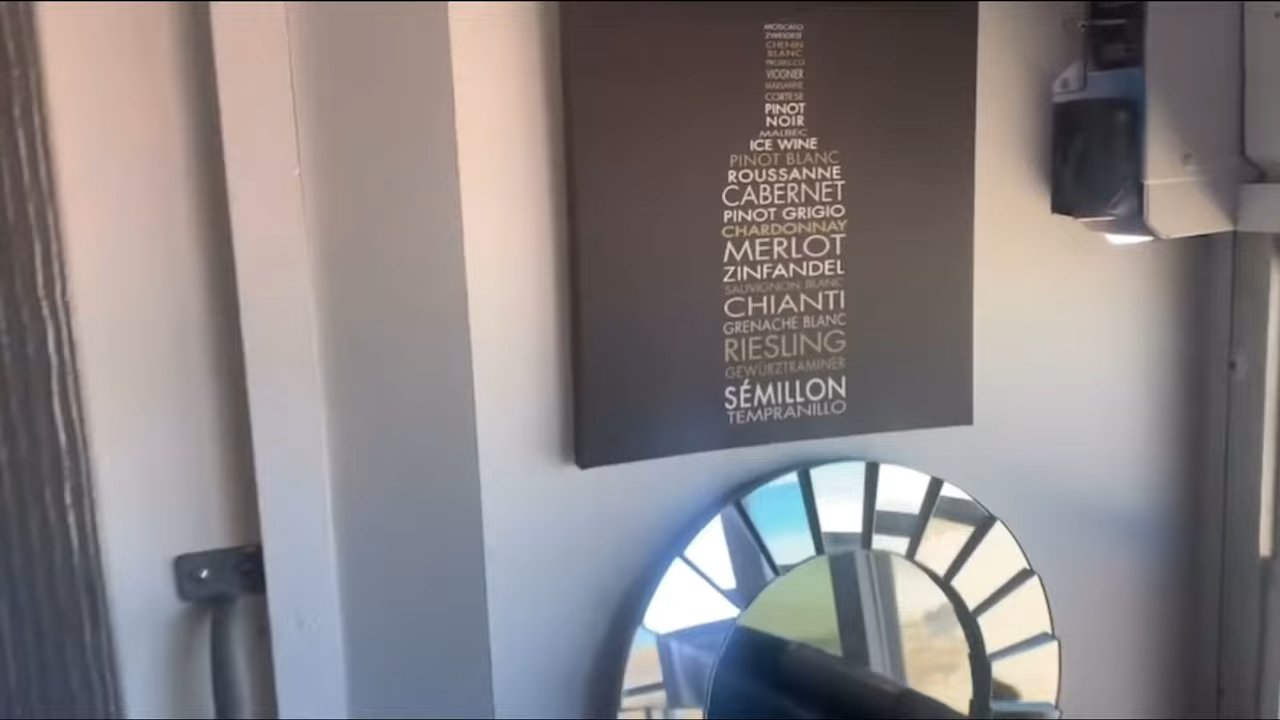 MOSCATO
ZWEIGELT
CHENIN
BLANC
PROSECCO
VIOGNIER
MARSANNE
CORTESE
PINOT
NOIR
MALBEC
ICE WINE
PINOT BLANC
ROUSSANNE
CABERNET
PINOT GRIGIO
CHARDONNAY
MERLOT
ZINFANDEL
SAUVIGNON BLANC
CHIANTI
GRENACHE BLANC
RIESLING
GEWÜRZTRAMINER
SÉMILLON
TEMPRANILLO